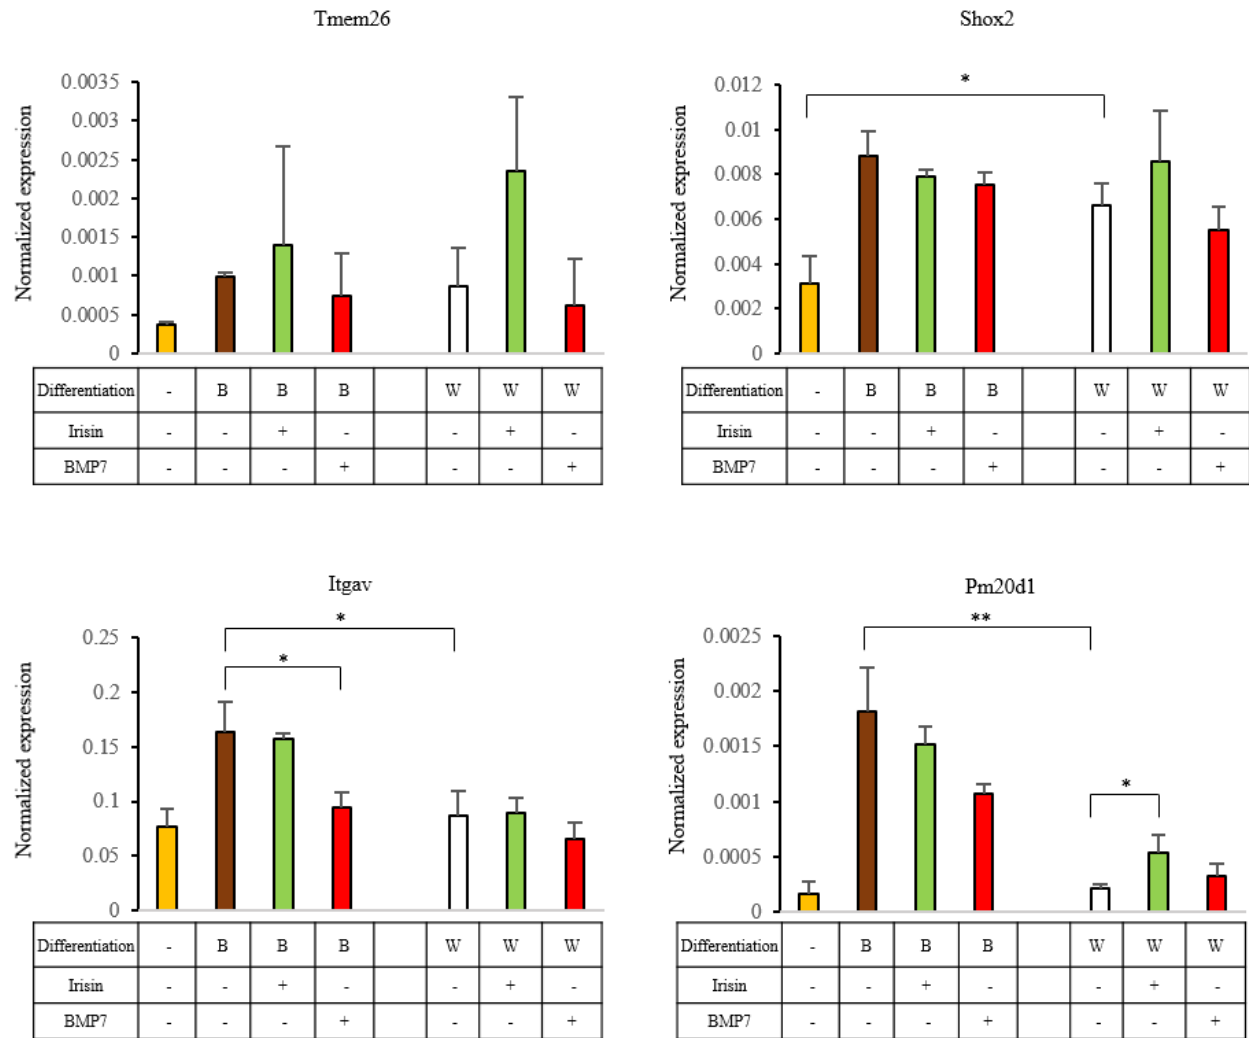 Tmem26
Normalized expression
0.0035
0.003
0.0025
0.002
0.0015
0.001
0.0005
0
Differentiation - B B B W W W
Irisin - - + - - + -
BMP7 - - - + - - +
Shox2
Normalized expression
*
0.012
0.01
0.008
0.006
0.004
0.002
0
Differentiation - B B B W W W
Irisin - - + - - + -
BMP7 - - - + - - +
Itgav
Normalized expression
*
*
0.25
0.2
0.15
0.1
0.05
0
Differentiation - B B B W W W
Irisin - - + - - + -
BMP7 - - - + - - +
Pm20d1
Normalized expression
**
*
0.0025
0.002
0.0015
0.001
0.0005
0
Differentiation - B B B W W W
Irisin - - + - - + -
BMP7 - - - + - - +